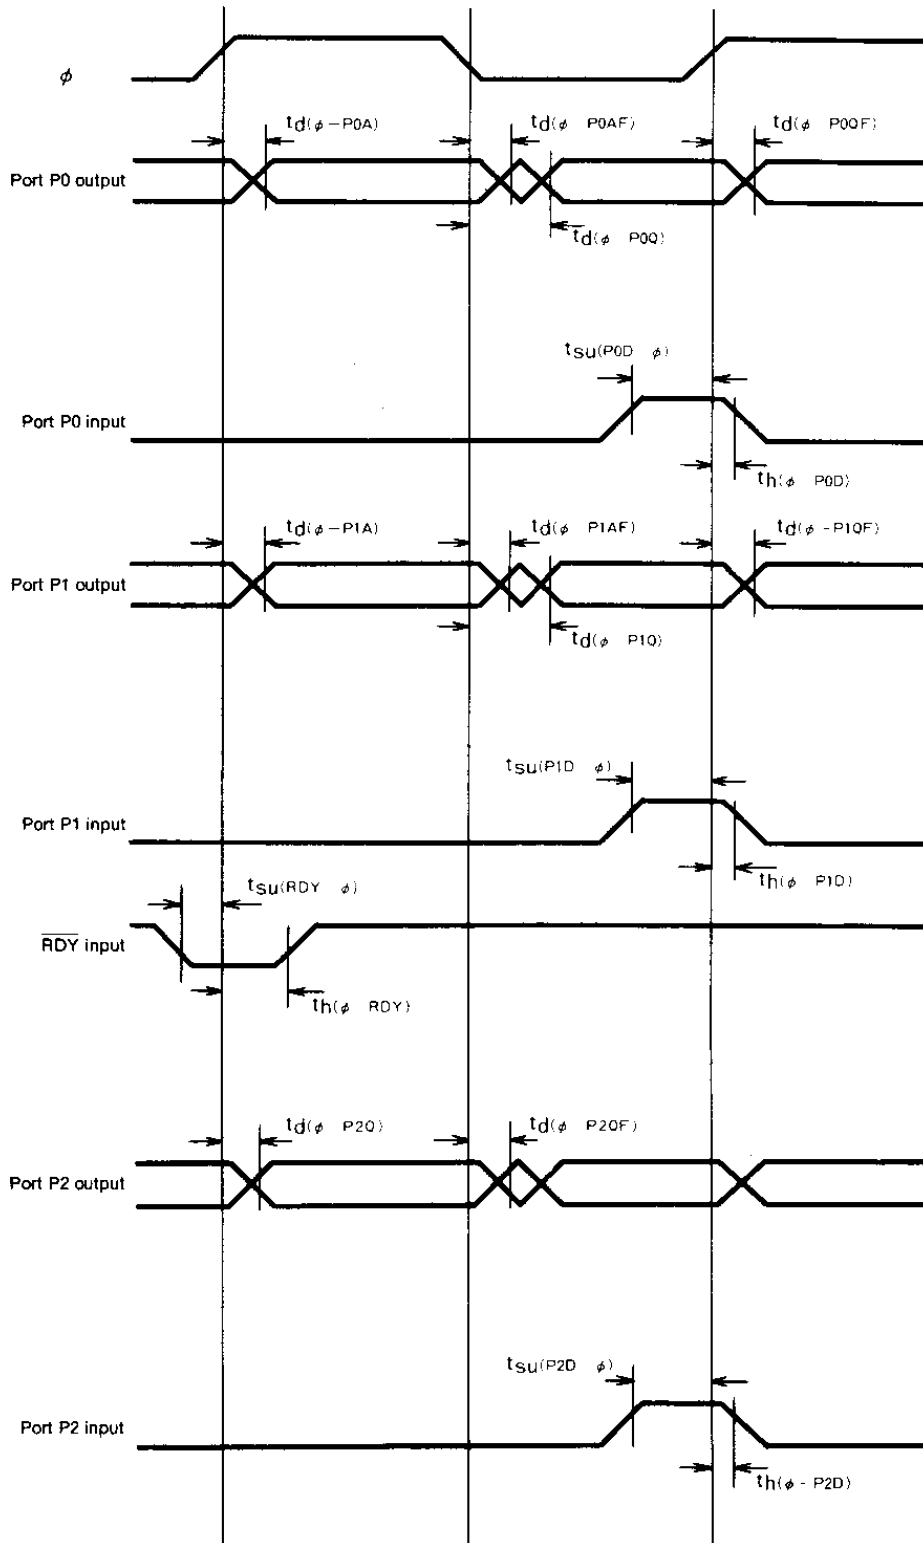 ϕ
td(ϕ−P0A)
td(ϕ P0AF)
td(ϕ P0QF)
Port P0 output
td(ϕ P0Q)
tsu(P0D ϕ)
Port P0 input
th(ϕ P0D)
td(ϕ−P1A)
td(ϕ P1AF)
td(ϕ-P1QF)
Port P1 output
td(ϕ P1Q)
tsu(P1D ϕ)
Port P1 input
th(ϕ P1D)
tsu(RDY ϕ)
R̅D̅Y̅ input
th(ϕ RDY)
td(ϕ P2Q)
td(ϕ P2QF)
Port P2 output
tsu(P2D ϕ)
Port P2 input
th(ϕ-P2D)